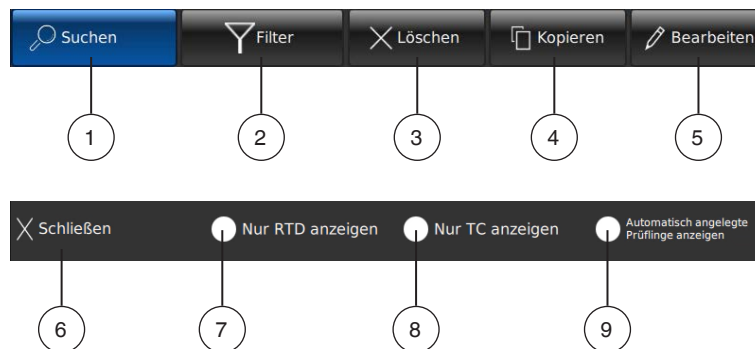 Suchen Filter Löschen Kopieren Bearbeiten
1 2 3 4 5
Schließen Nur RTD anzeigen Nur TC anzeigen Automatisch angelegte
Prüflinge anzeigen
6 7 8 9